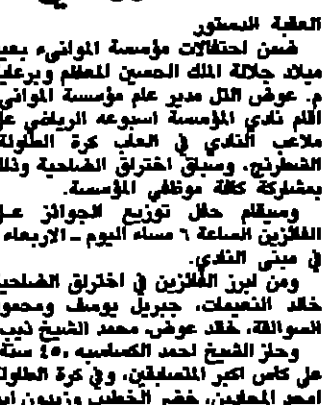 العقبة الدستور
ضمن احتفالات مؤسسة الموانىء بعيد
ميلاد جلالة الملك الحسين المعظم وبرعاية
م. عوض التل مدير عام مؤسسة الموانى
اقام نادي المؤسسة اسبوعه الرياضي على
ملاعب النادي في العاب كرة الطاولة
الشطرنج، وسباق اختراق الضاحية وذلك
بمشاركة كافة موظفي المؤسسة.
وسيقام حفل توزيع الجوائز على
الفائزين الساعة ٦ مساء اليوم ــ الاربعاء
في مبنى النادي.
ومن ابرز الفائزين في اختراق الضاحية
خالد النعيمات، جبريل يوسف ومحمود
السوالقة، خالد عوض، محمد الشيخ ذيب
وحاز الشيخ احمد الكساسبه ،٤٥ سنة،
على كاس اكبر المتسابقين، وفي كرة الطاولة
امجد المحادين، خضر الخطيب وزيدون